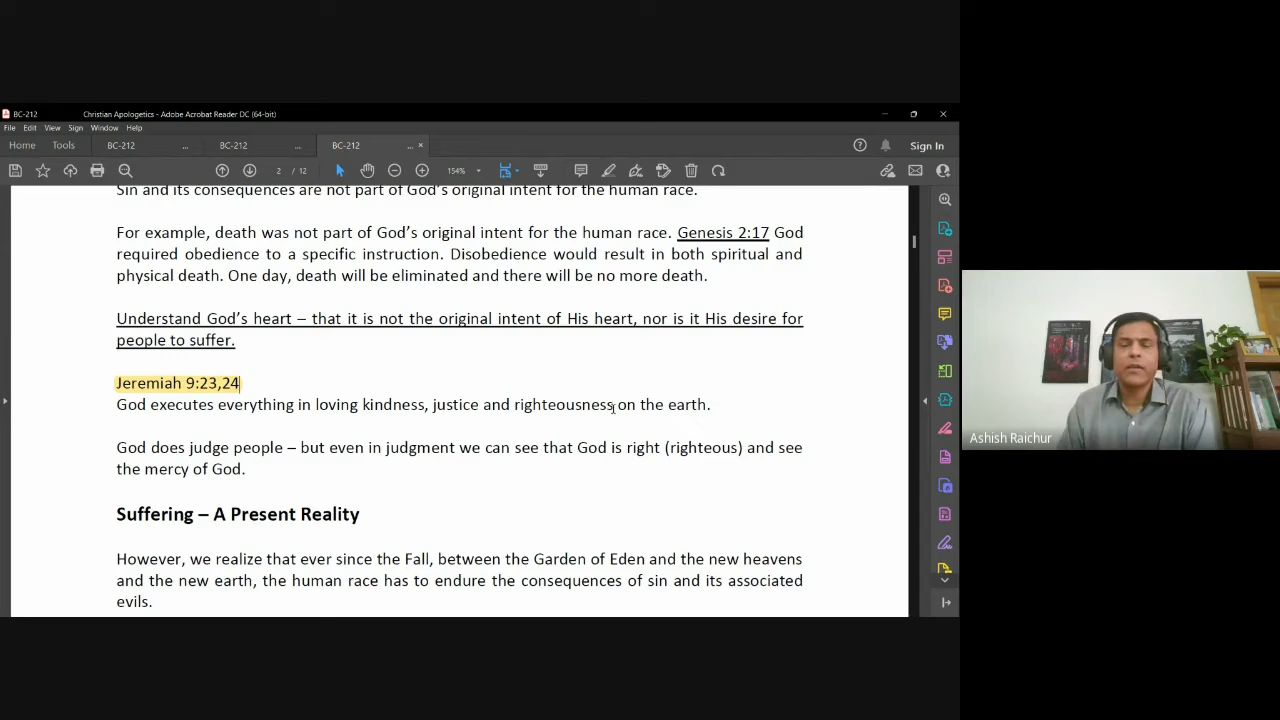 BC-212 Christian Apologetics - Adobe Acrobat Reader DC (64-bit)
File Edit View Sign Window Help
Home Tools BC-212 ... BC-212 ... BC-212 ... × Sign In
2 / 12 154%
Sin and its consequences are not part of God's original intent for the human race.
For example, death was not part of God's original intent for the human race. Genesis 2:17 God
required obedience to a specific instruction. Disobedience would result in both spiritual and
physical death. One day, death will be eliminated and there will be no more death.
Understand God's heart – that it is not the original intent of His heart, nor is it His desire for
people to suffer.
Jeremiah 9:23,24
God executes everything in loving kindness, justice and righteousness on the earth.
God does judge people – but even in judgment we can see that God is right (righteous) and see
the mercy of God.
Suffering – A Present Reality
However, we realize that ever since the Fall, between the Garden of Eden and the new heavens
and the new earth, the human race has to endure the consequences of sin and its associated
evils.
Ashish Raichur